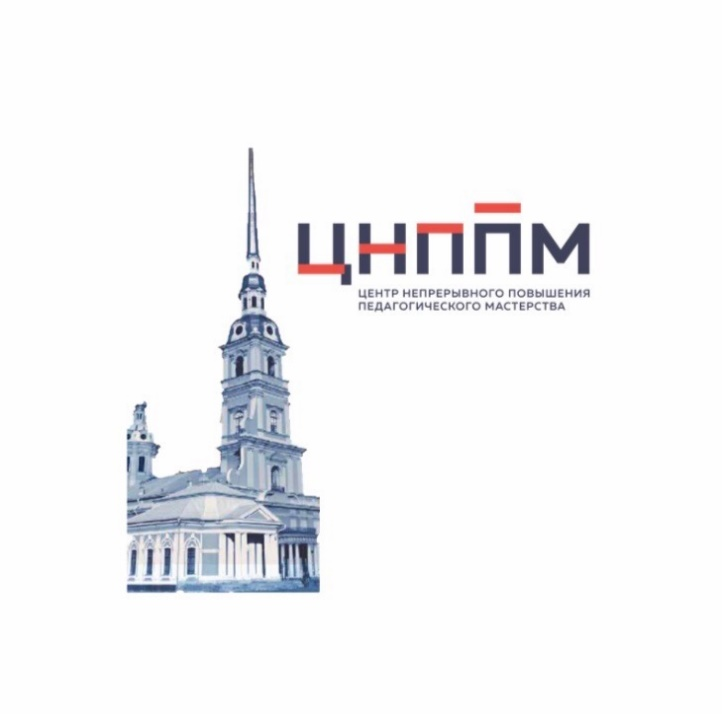 ЦНППМ
ЦЕНТР НЕПРЕРЫВНОГО ПОВЫШЕНИЯ
ПЕДАГОГИЧЕСКОГО МАСТЕРСТВА